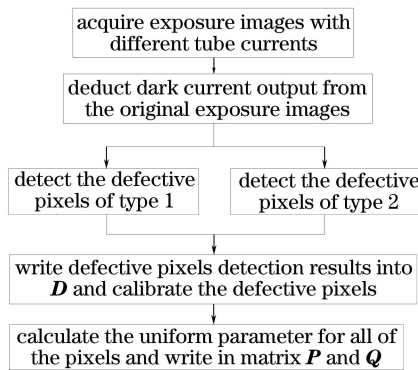 acquire exposure images with
different tube currents
deduct dark current output from
the original exposure images
detect the defective
pixels of type 1
detect the defective
pixels of type 2
write defective pixels detection results into
D and calibrate the defective pixels
calculate the uniform parameter for all of
the pixels and write in matrix P and Q